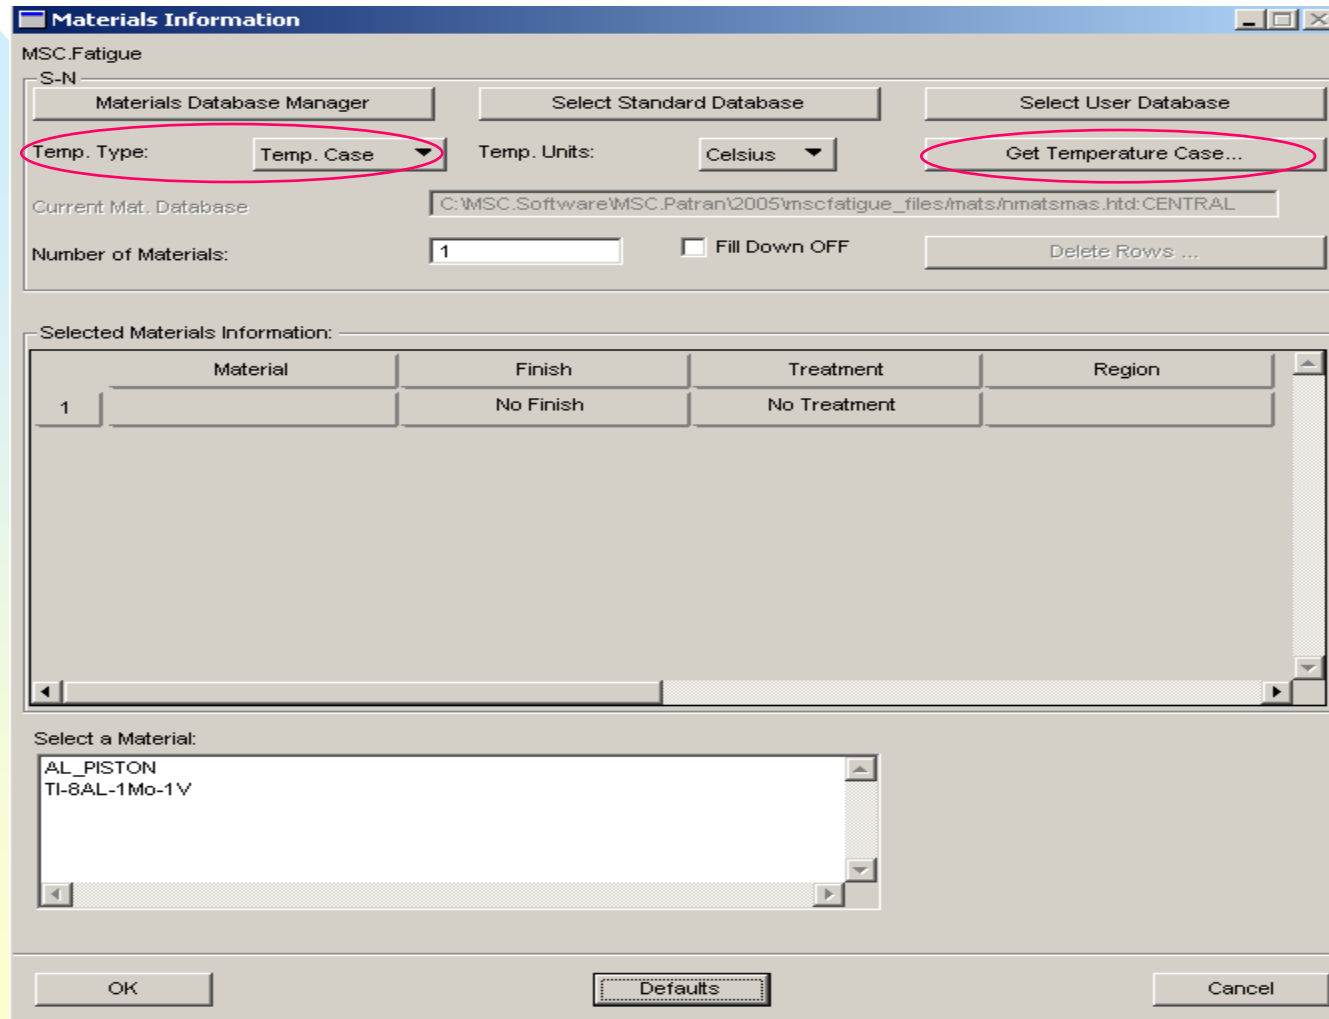 Materials Information
MSC.Fatigue
S-N
Materials Database Manager Select Standard Database Select User Database
Temp. Type: Temp. Case Temp. Units: Celsius Get Temperature Case...
Current Mat. Database C:\MSC.Software\MSC.Patran\2005\mscfatigue_files/mats/nmatsmas.htd:CENTRAL
Number of Materials: 1 Fill Down OFF Delete Rows ...
Selected Materials Information:
Material Finish Treatment Region
1 No Finish No Treatment
Select a Material:
AL_PISTON
TI-8AL-1Mo-1V
OK Defaults Cancel